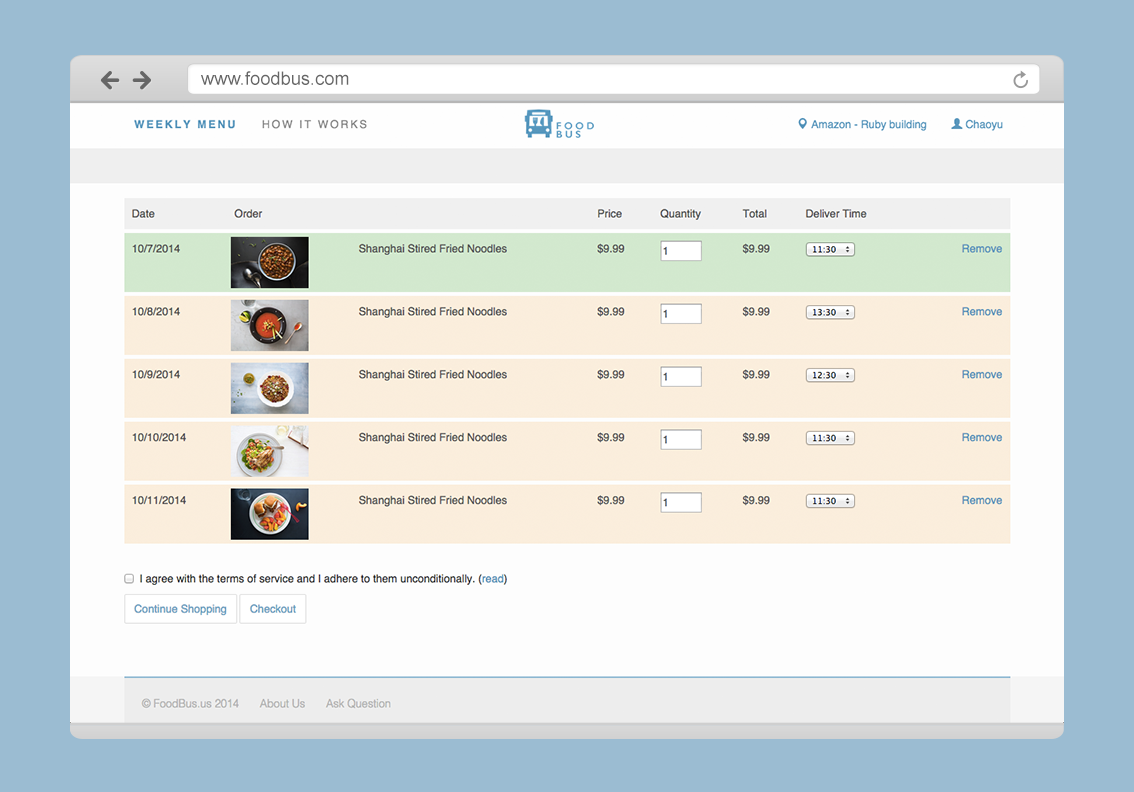 www.foodbus.com
WEEKLY MENU HOW IT WORKS FOOD BUS Amazon - Ruby building Chaoyu
Date Order Price Quantity Total Deliver Time
10/7/2014 Shanghai Stired Fried Noodles $9.99 1 $9.99 11:30 Remove
10/8/2014 Shanghai Stired Fried Noodles $9.99 1 $9.99 13:30 Remove
10/9/2014 Shanghai Stired Fried Noodles $9.99 1 $9.99 12:30 Remove
10/10/2014 Shanghai Stired Fried Noodles $9.99 1 $9.99 11:30 Remove
10/11/2014 Shanghai Stired Fried Noodles $9.99 1 $9.99 11:30 Remove
I agree with the terms of service and I adhere to them unconditionally. (read)
Continue Shopping Checkout
© FoodBus.us 2014 About Us Ask Question